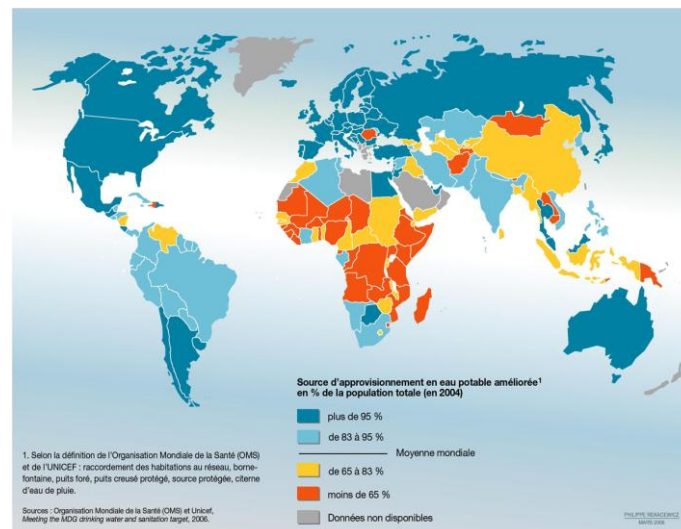 Source d'approvisionnement en eau potable améliorée¹
en % de la population totale (en 2004)
plus de 95 %
de 83 à 95 %
Moyenne mondiale
de 65 à 83 %
moins de 65 %
Données non disponibles
1. Selon la définition de l'Organisation Mondiale de la Santé (OMS)
et de l'UNICEF : raccordement des habitations au réseau, borne-
fontaine, puits foré, puits creusé protégé, source protégée, citerne
d'eau de pluie.
Sources : Organisation Mondiale de la Santé (OMS) et Unicef,
Meeting the MDG drinking water and sanitation target, 2006.
PHILIPPE REKACEWICZ